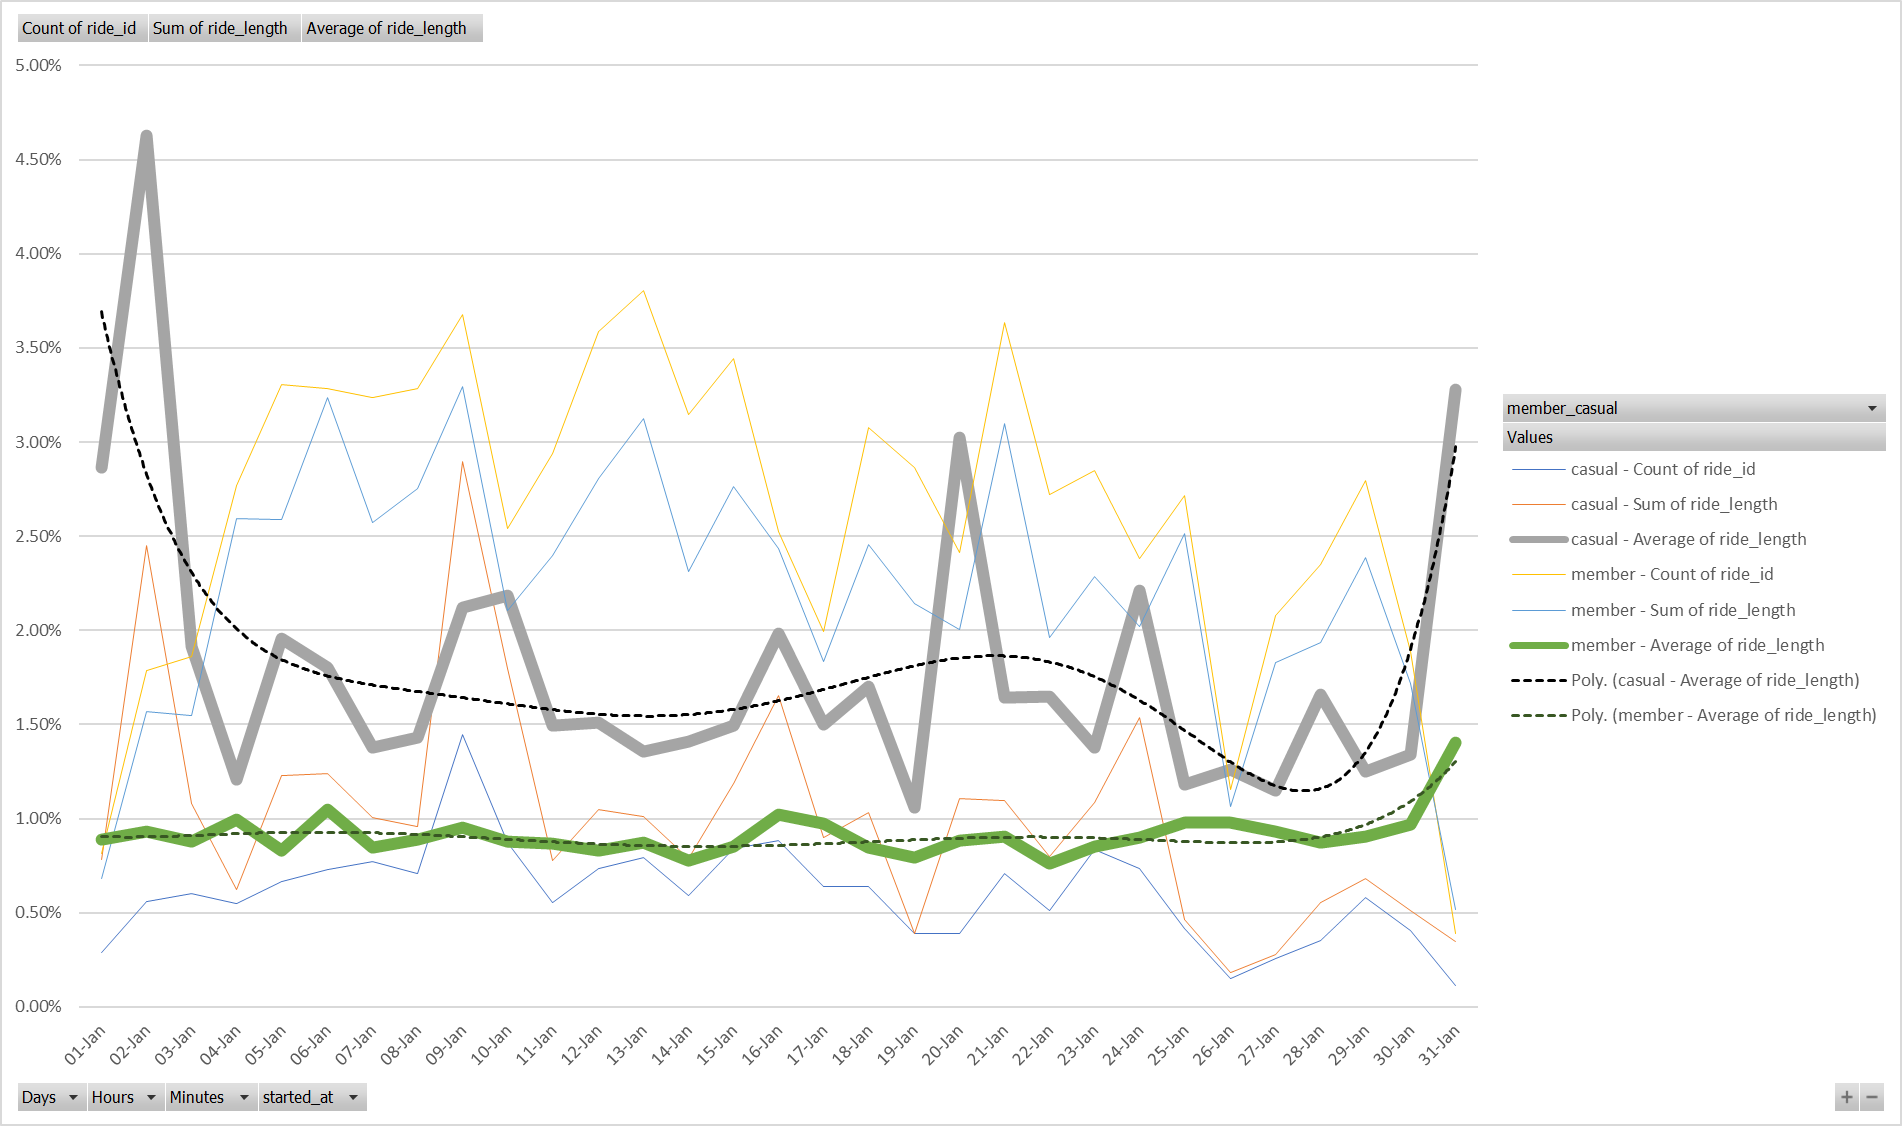 Count of ride_id Sum of ride_length Average of ride_length
5.00%
4.50%
4.00%
3.50%
3.00%
2.50%
2.00%
1.50%
1.00%
0.50%
0.00%
01-Jan 02-Jan 03-Jan 04-Jan 05-Jan 06-Jan 07-Jan 08-Jan 09-Jan 10-Jan 11-Jan 12-Jan 13-Jan 14-Jan 15-Jan 16-Jan 17-Jan 18-Jan 19-Jan 20-Jan 21-Jan 22-Jan 23-Jan 24-Jan 25-Jan 26-Jan 27-Jan 28-Jan 29-Jan 30-Jan 31-Jan
member_casual
Values
casual - Count of ride_id
casual - Sum of ride_length
casual - Average of ride_length
member - Count of ride_id
member - Sum of ride_length
member - Average of ride_length
Poly. (casual - Average of ride_length)
Poly. (member - Average of ride_length)
Days Hours Minutes started_at
+ −